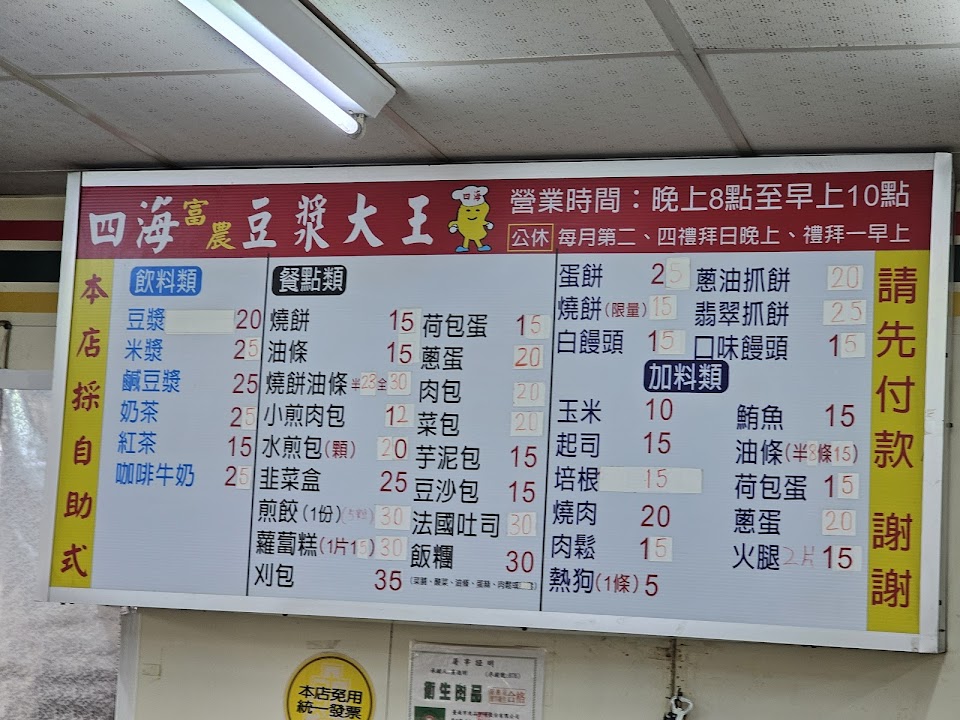 四海富農豆漿大王
四海
營業時間：晚上8點至早上10點
公休 每月第二、四禮拜日晚上、禮拜一早上
本店採自助式
飲料類
豆漿 20
米漿 25
鹹豆漿 25
奶茶 25
紅茶 15
咖啡牛奶 25
餐點類
燒餅 15
油條 15
燒餅油條 半23全30
小煎肉包 12
水煎包(顆) 20
韭菜盒 25
煎餃(1份) 30
蘿蔔糕(1片15) 30
刈包 35
荷包蛋 15
蔥蛋 20
肉包 20
菜包 20
芋泥包 15
豆沙包 15
法國吐司 30
飯糰 30
蛋餅 25
燒餅(限量) 15
白饅頭 15
蔥油抓餅 20
翡翠抓餅 25
口味饅頭 15
加料類
玉米 10
起司 15
培根 15
燒肉 20
肉鬆 15
熱狗(1條) 5
鮪魚 15
油條(半8條15)
荷包蛋 15
蔥蛋 20
火腿 2片 15
請先付款 謝謝
本店免用
統一發票
衛生肉品
合格